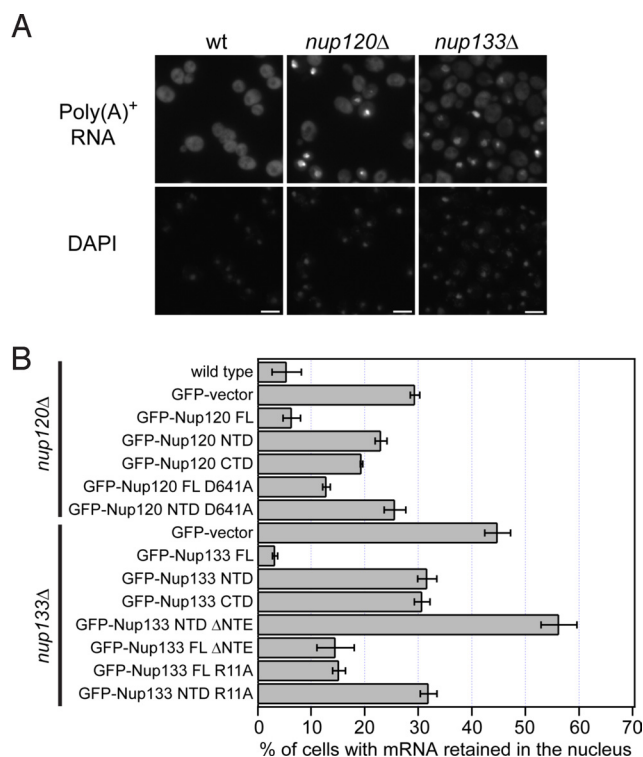 A
wt
nup120Δ
nup133Δ
Poly(A)+
RNA
DAPI
B
nup120Δ
wild type
GFP-vector
GFP-Nup120 FL
GFP-Nup120 NTD
GFP-Nup120 CTD
GFP-Nup120 FL D641A
GFP-Nup120 NTD D641A
nup133Δ
GFP-vector
GFP-Nup133 FL
GFP-Nup133 NTD
GFP-Nup133 CTD
GFP-Nup133 NTD ΔNTE
GFP-Nup133 FL ΔNTE
GFP-Nup133 FL R11A
GFP-Nup133 NTD R11A
0 10 20 30 40 50 60 70
% of cells with mRNA retained in the nucleus